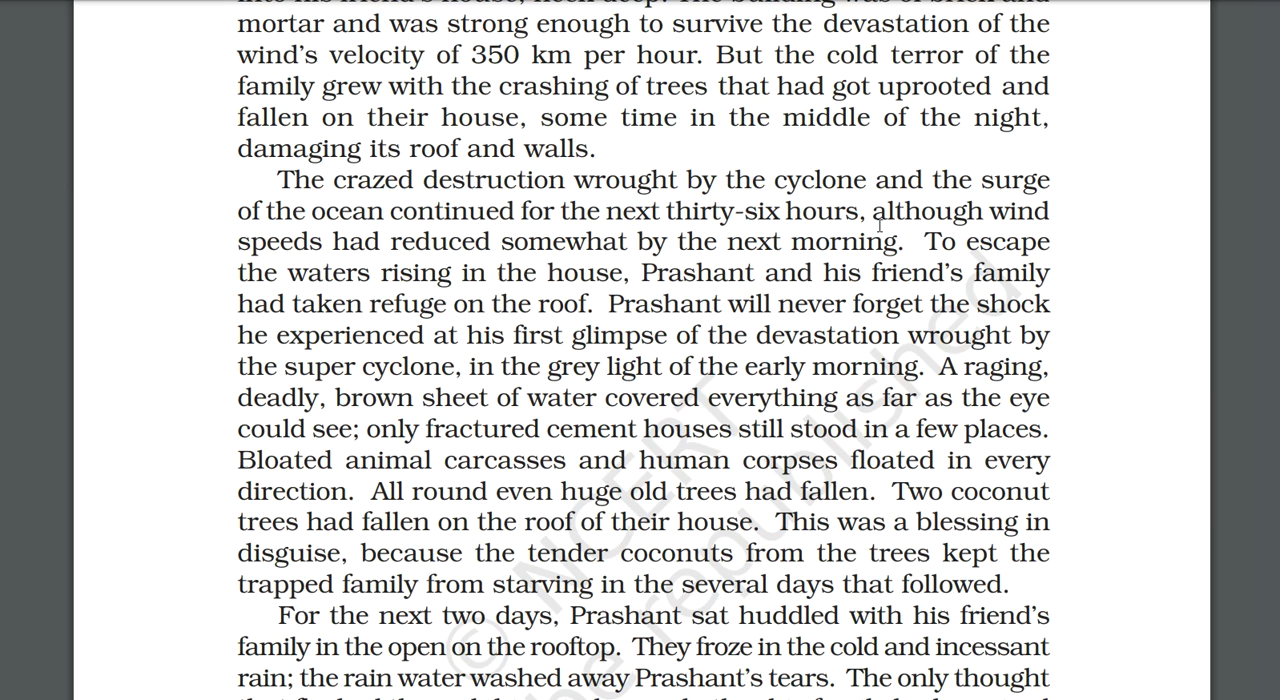 mortar and was strong enough to survive the devastation of the
wind's velocity of 350 km per hour. But the cold terror of the
family grew with the crashing of trees that had got uprooted and
fallen on their house, some time in the middle of the night,
damaging its roof and walls.
The crazed destruction wrought by the cyclone and the surge
of the ocean continued for the next thirty-six hours, although wind
speeds had reduced somewhat by the next morning. To escape
the waters rising in the house, Prashant and his friend's family
had taken refuge on the roof. Prashant will never forget the shock
he experienced at his first glimpse of the devastation wrought by
the super cyclone, in the grey light of the early morning. A raging,
deadly, brown sheet of water covered everything as far as the eye
could see; only fractured cement houses still stood in a few places.
Bloated animal carcasses and human corpses floated in every
direction. All round even huge old trees had fallen. Two coconut
trees had fallen on the roof of their house. This was a blessing in
disguise, because the tender coconuts from the trees kept the
trapped family from starving in the several days that followed.
For the next two days, Prashant sat huddled with his friend's
family in the open on the rooftop. They froze in the cold and incessant
rain; the rain water washed away Prashant's tears. The only thought
© NCERT
be republished